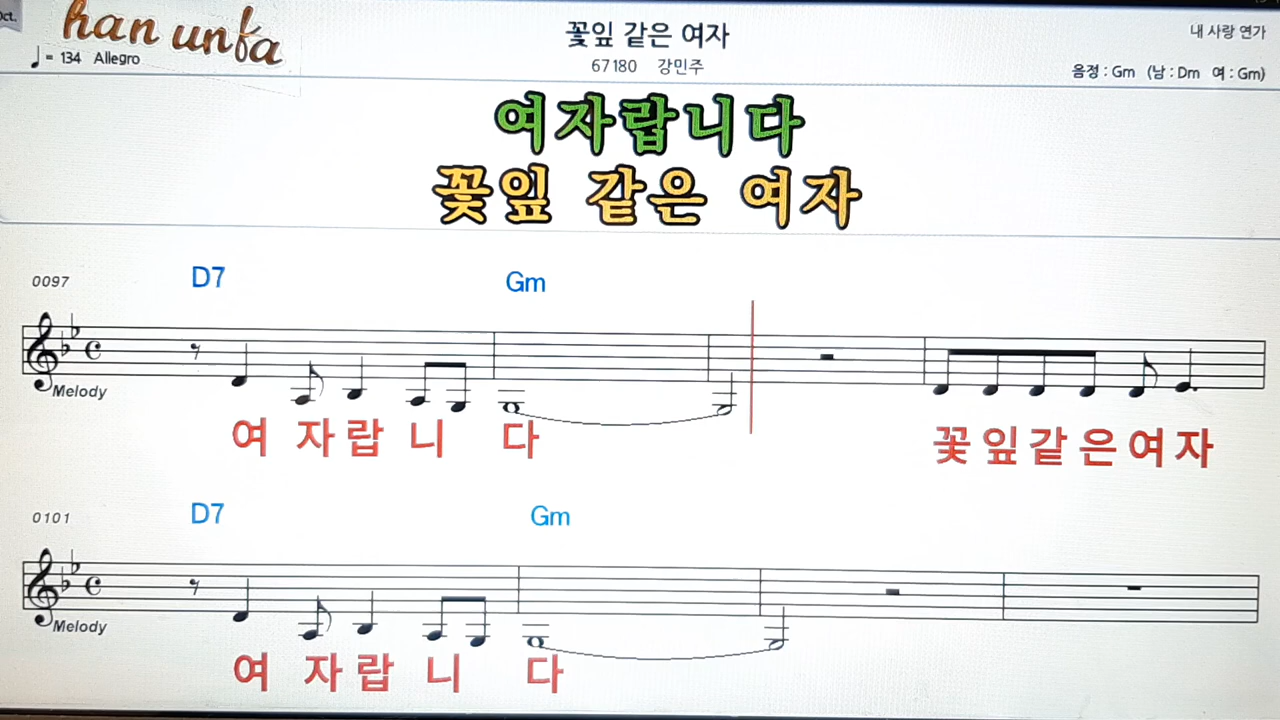 Oct.
han unfa
♩= 134 Allegro
꽃잎 같은 여자
67180 강민주
내 사랑 연가
음정 : Gm (남 : Dm 여 : Gm)
여자랍니다
꽃잎 같은 여자
0097
D7 Gm
Melody
여 자 랍 니 다 꽃 잎 같 은 여 자
0101
D7 Gm
Melody
여 자 랍 니 다